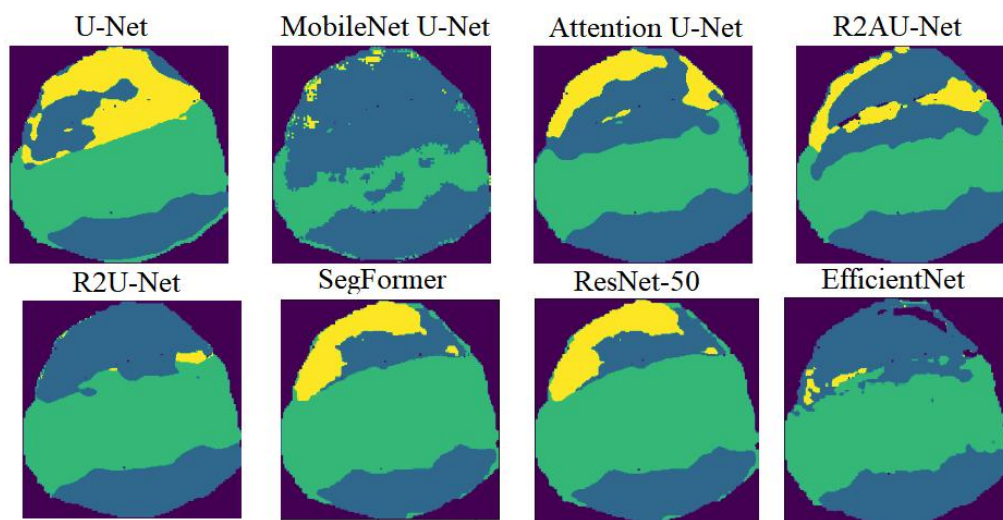 U-Net
MobileNet U-Net
Attention U-Net
R2AU-Net
R2U-Net
SegFormer
ResNet-50
EfficientNet